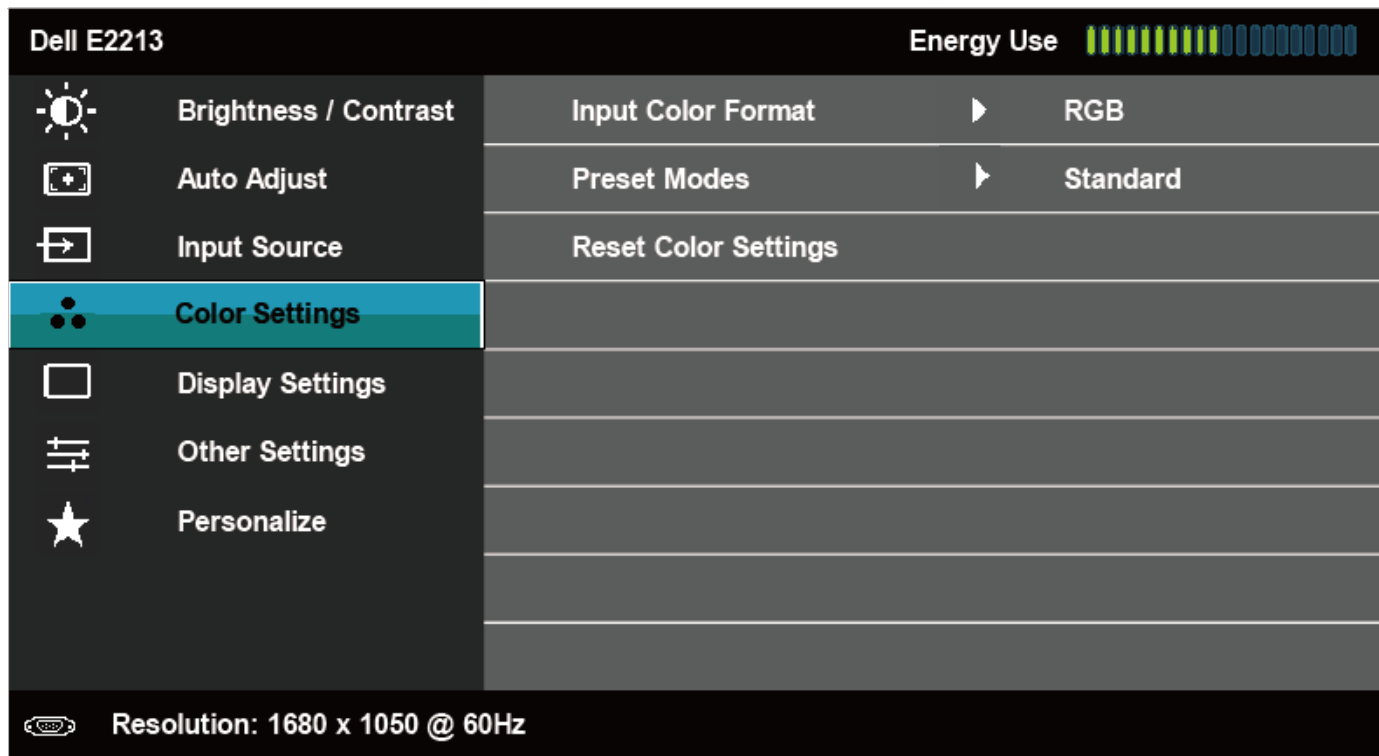 Dell E2213 Energy Use
Brightness / Contrast Input Color Format RGB
Auto Adjust Preset Modes Standard
Input Source Reset Color Settings
Color Settings
Display Settings
Other Settings
Personalize
Resolution: 1680 x 1050 @ 60Hz